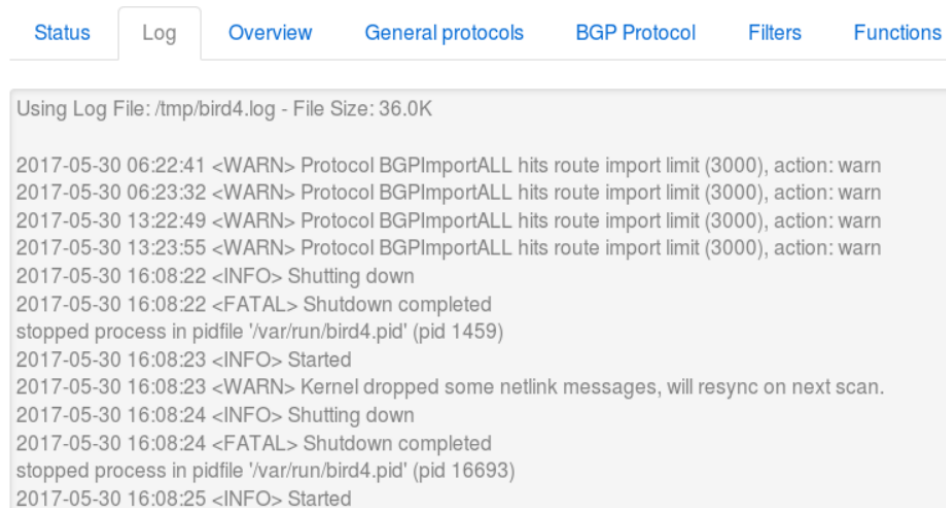 Status Log Overview General protocols BGP Protocol Filters Functions
Using Log File: /tmp/bird4.log - File Size: 36.0K
2017-05-30 06:22:41 <WARN> Protocol BGPImportALL hits route import limit (3000), action: warn
2017-05-30 06:23:32 <WARN> Protocol BGPImportALL hits route import limit (3000), action: warn
2017-05-30 13:22:49 <WARN> Protocol BGPImportALL hits route import limit (3000), action: warn
2017-05-30 13:23:55 <WARN> Protocol BGPImportALL hits route import limit (3000), action: warn
2017-05-30 16:08:22 <INFO> Shutting down
2017-05-30 16:08:22 <FATAL> Shutdown completed
stopped process in pidfile '/var/run/bird4.pid' (pid 1459)
2017-05-30 16:08:23 <INFO> Started
2017-05-30 16:08:23 <WARN> Kernel dropped some netlink messages, will resync on next scan.
2017-05-30 16:08:24 <INFO> Shutting down
2017-05-30 16:08:24 <FATAL> Shutdown completed
stopped process in pidfile '/var/run/bird4.pid' (pid 16693)
2017-05-30 16:08:25 <INFO> Started